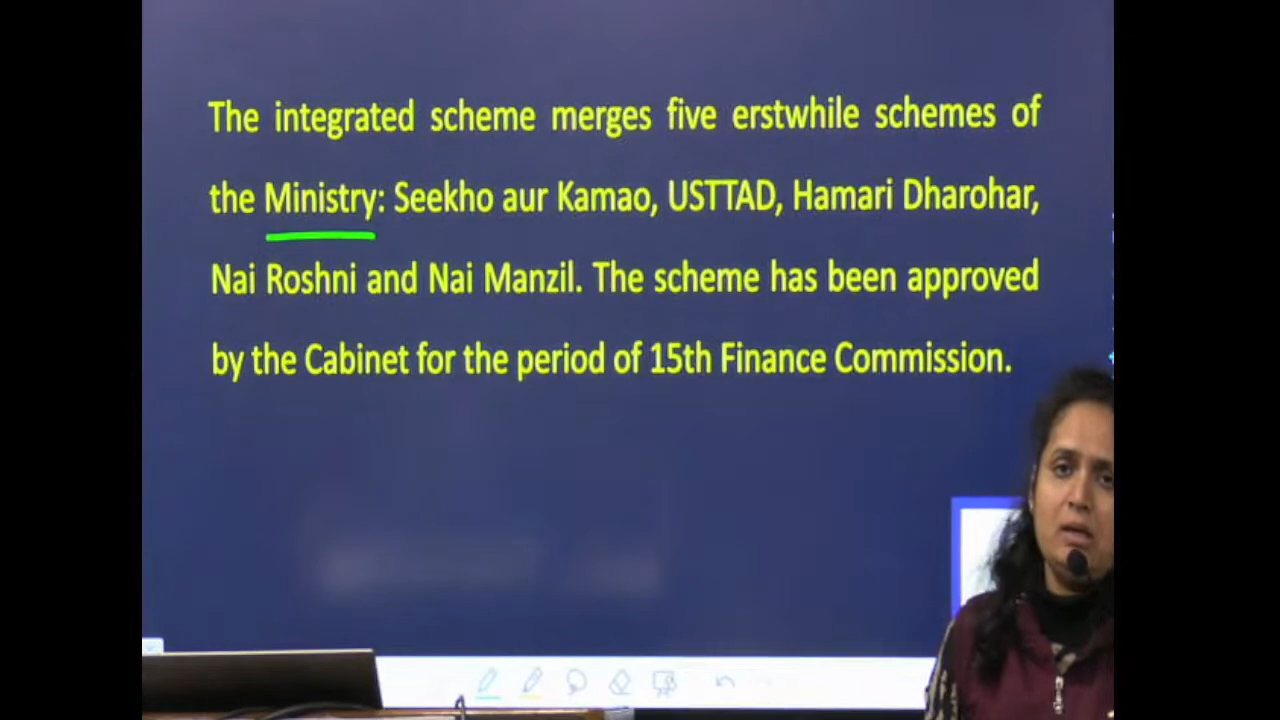 The integrated scheme merges five erstwhile schemes of
the Ministry: Seekho aur Kamao, USTTAD, Hamari Dharohar,
Nai Roshni and Nai Manzil. The scheme has been approved
by the Cabinet for the period of 15th Finance Commission.